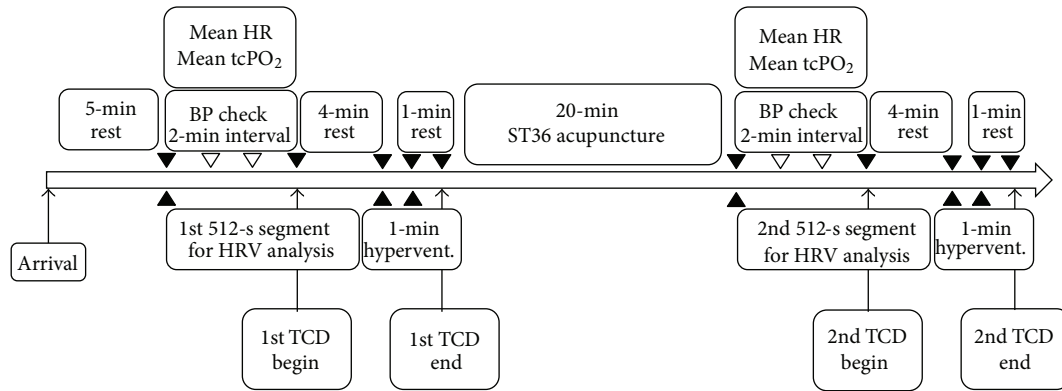 Mean HR
Mean tcPO₂
Mean HR
Mean tcPO₂
5-min
rest
BP check
2-min interval
4-min
rest
1-min
rest
20-min
ST36 acupuncture
BP check
2-min interval
4-min
rest
1-min
rest
Arrival
1st 512-s segment
for HRV analysis
1-min
hypervent.
2nd 512-s segment
for HRV analysis
1-min
hypervent.
1st TCD
begin
1st TCD
end
2nd TCD
begin
2nd TCD
end